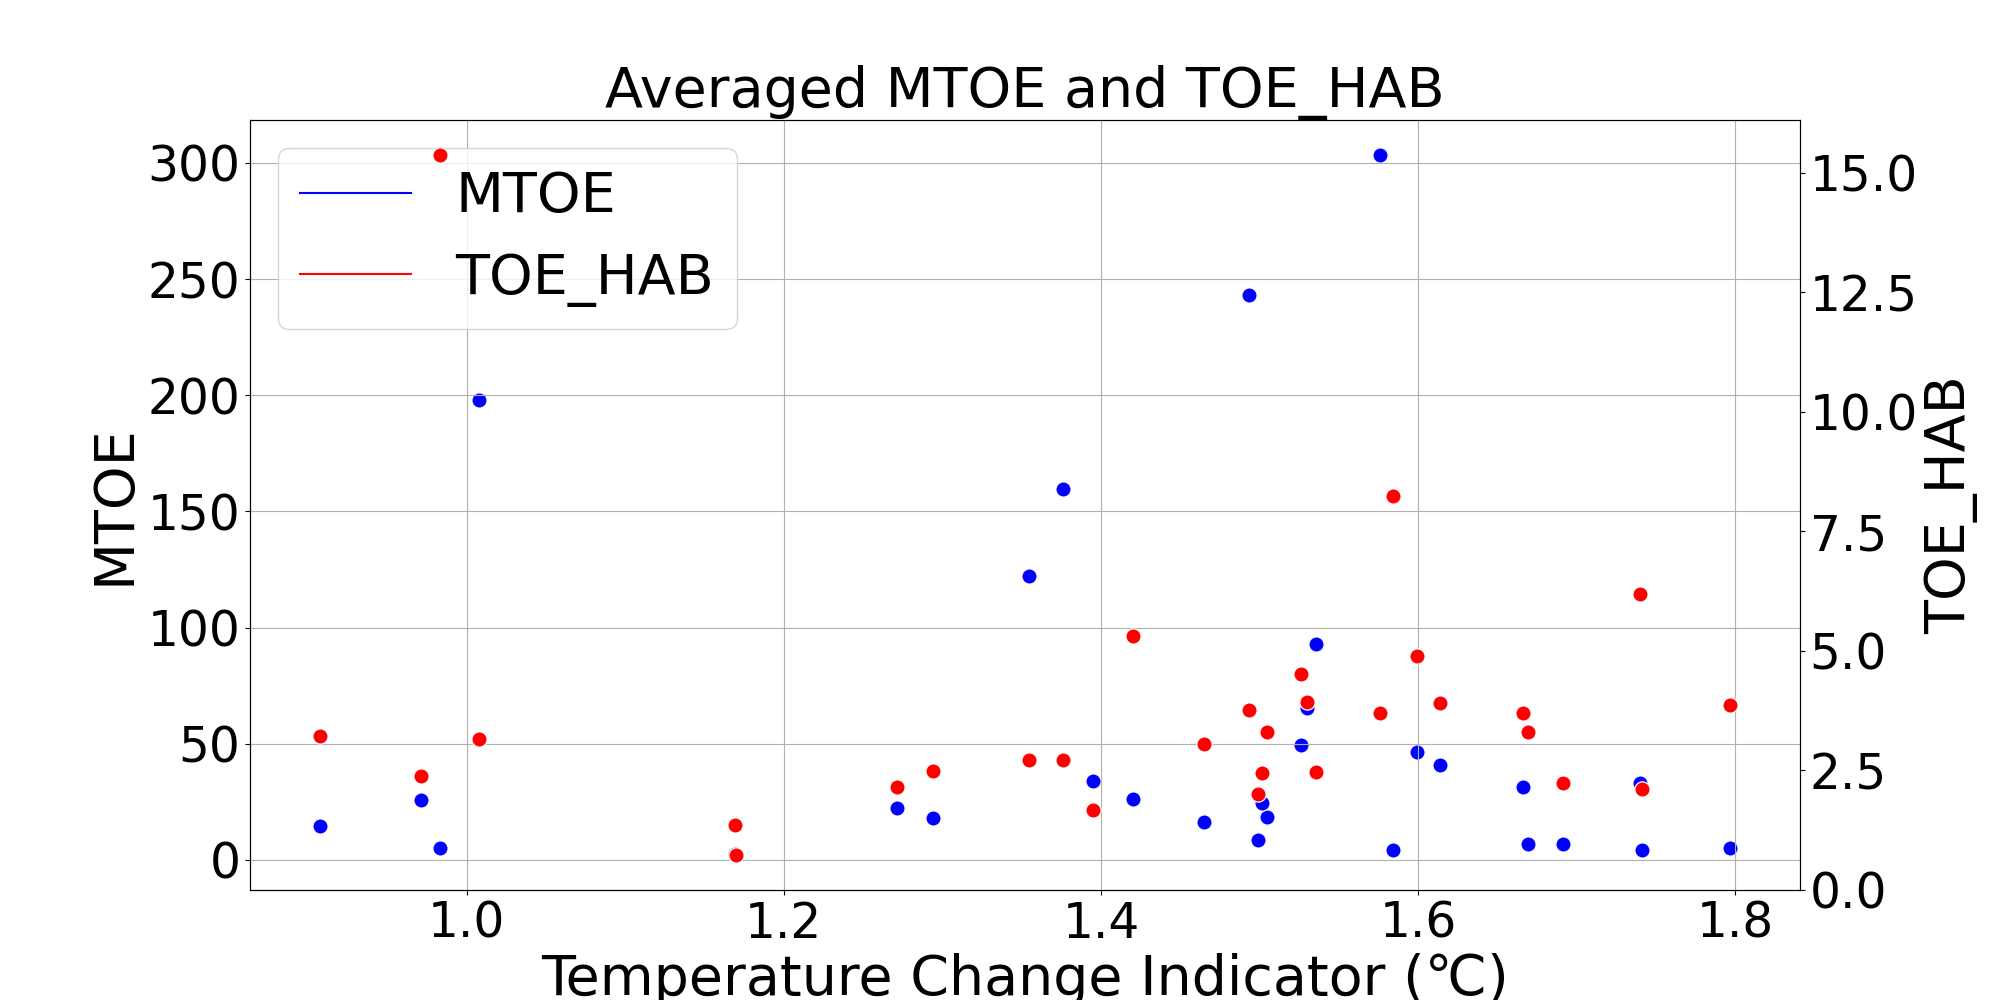 Averaged MTOE and TOE_HAB
MTOE
TOE_HAB
300
250
200
150
100
50
0
MTOE
15.0
12.5
10.0
7.5
5.0
2.5
0.0
TOE_HAB
1.0 1.2 1.4 1.6 1.8
Temperature Change Indicator (℃)